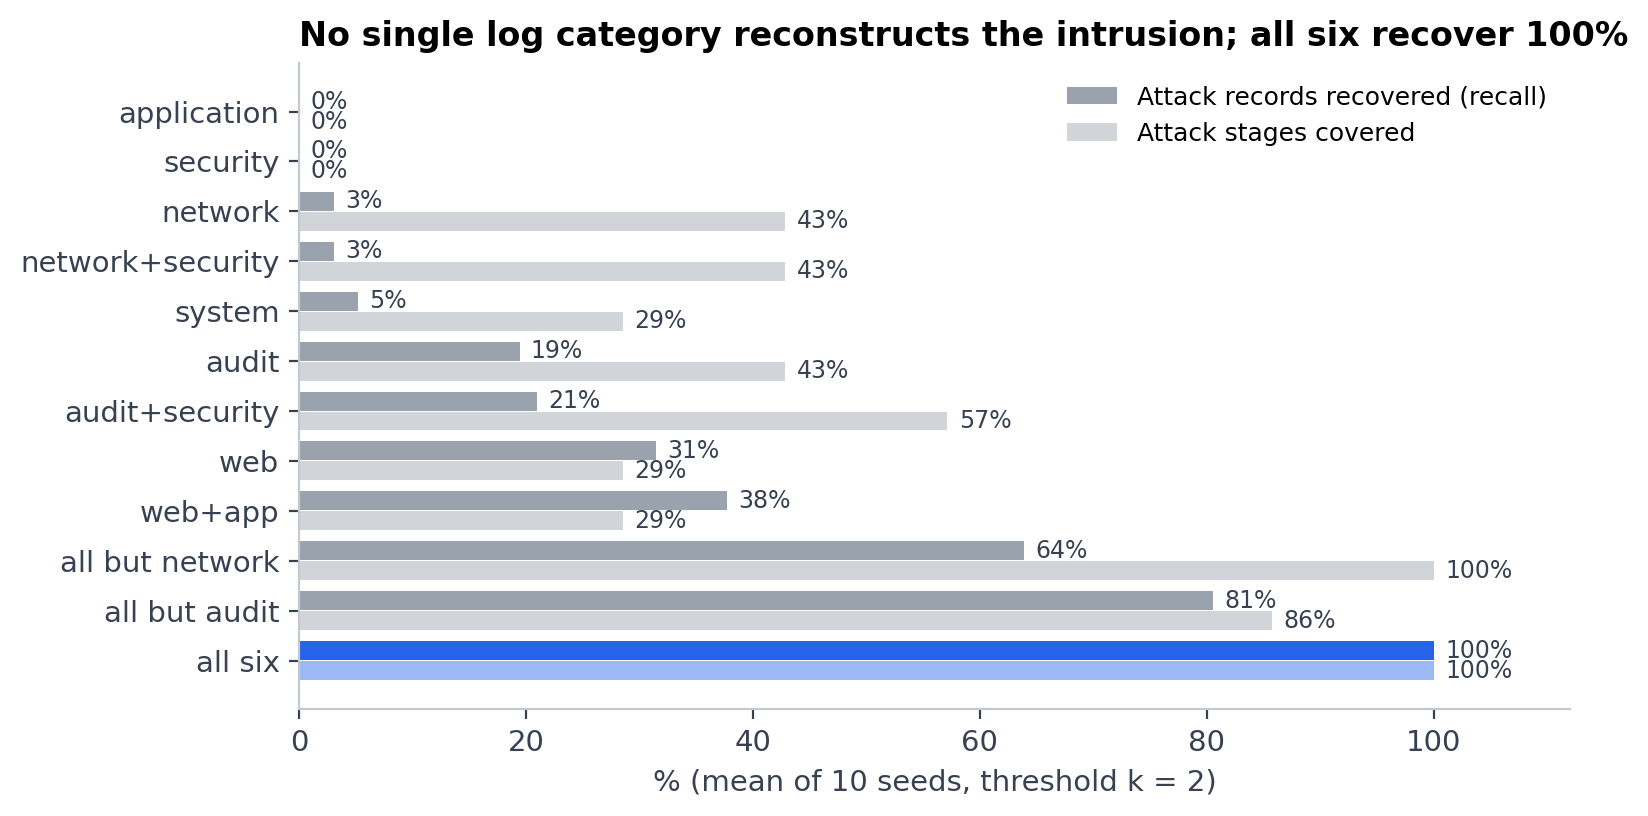 No single log category reconstructs the intrusion; all six recover 100%
Attack records recovered (recall)
Attack stages covered
application
0%
0%
security
0%
0%
network
3%
43%
network+security
3%
43%
system
5%
29%
audit
19%
43%
audit+security
21%
57%
web
31%
29%
web+app
38%
29%
all but network
64%
100%
all but audit
81%
86%
all six
100%
100%
0 20 40 60 80 100
% (mean of 10 seeds, threshold k = 2)